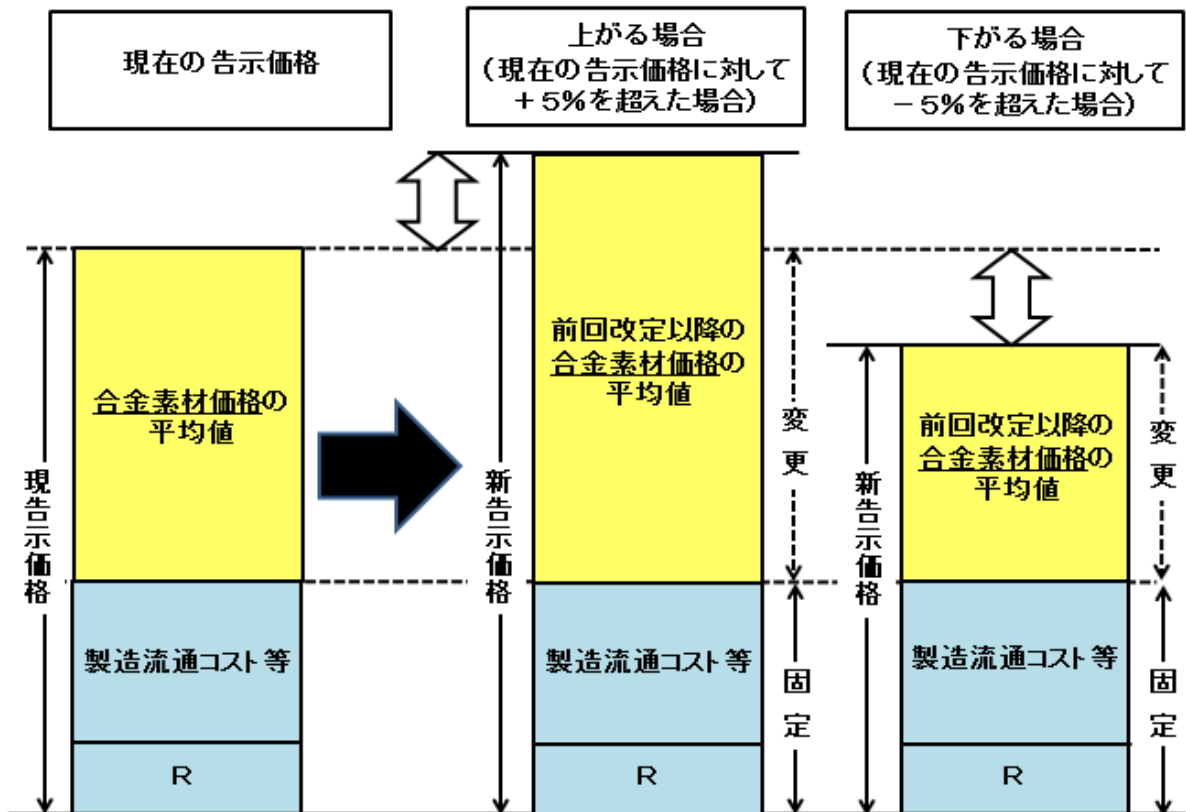 現在の告示価格
上がる場合
(現在の告示価格に対して
+5%を超えた場合)
下がる場合
(現在の告示価格に対して
-5%を超えた場合)
現告示価格
合金素材価格の
平均値
製造流通コスト等
R
新告示価格
前回改定以降の
合金素材価格の
平均値
製造流通コスト等
R
変更
固定
新告示価格
前回改定以降の
合金素材価格の
平均値
製造流通コスト等
R
変更
固定